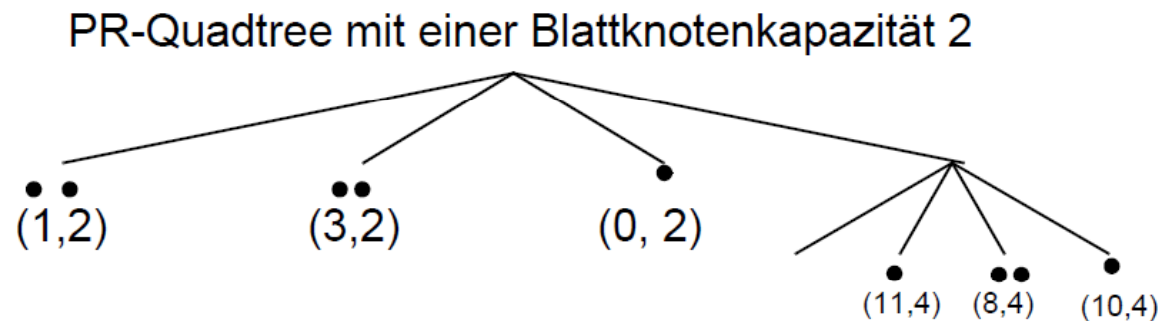 PR-Quadtree mit einer Blattknotenkapazität 2
(1,2) (3,2) (0, 2)
(11,4) (8,4) (10,4)